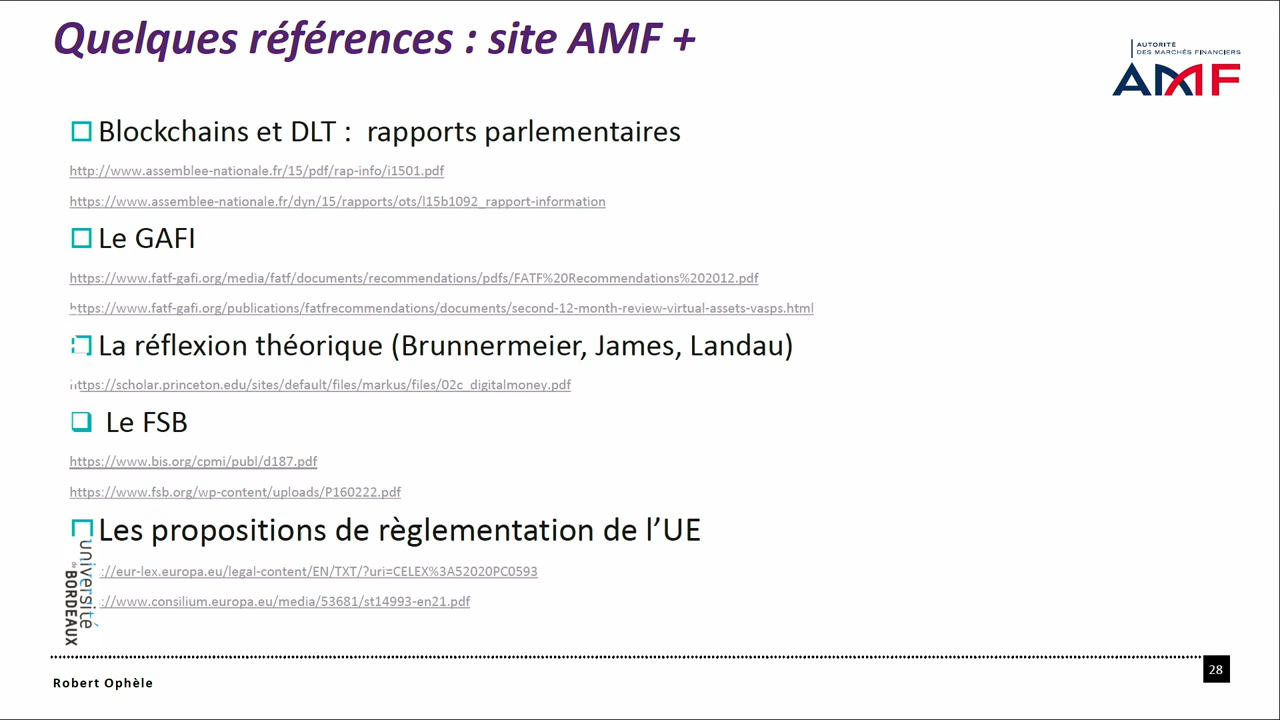 Quelques références : site AMF +
AUTORITÉ
DES MARCHÉS FINANCIERS
AMF
Blockchains et DLT : rapports parlementaires
http://www.assemblee-nationale.fr/15/pdf/rap-info/i1501.pdf
https://www.assemblee-nationale.fr/dyn/15/rapports/ots/l15b1092_rapport-information
Le GAFI
https://www.fatf-gafi.org/media/fatf/documents/recommendations/pdfs/FATF%20Recommendations%202012.pdf
https://www.fatf-gafi.org/publications/fatfrecommendations/documents/second-12-month-review-virtual-assets-vasps.html
La réflexion théorique (Brunnermeier, James, Landau)
https://scholar.princeton.edu/sites/default/files/markus/files/02c_digitalmoney.pdf
Le FSB
https://www.bis.org/cpmi/publ/d187.pdf
https://www.fsb.org/wp-content/uploads/P160222.pdf
Les propositions de règlementation de l’UE
://eur-lex.europa.eu/legal-content/EN/TXT/?uri=CELEX%3A52020PC0593
://www.consilium.europa.eu/media/53681/st14993-en21.pdf
université
de BORDEAUX
Robert Ophèle
28